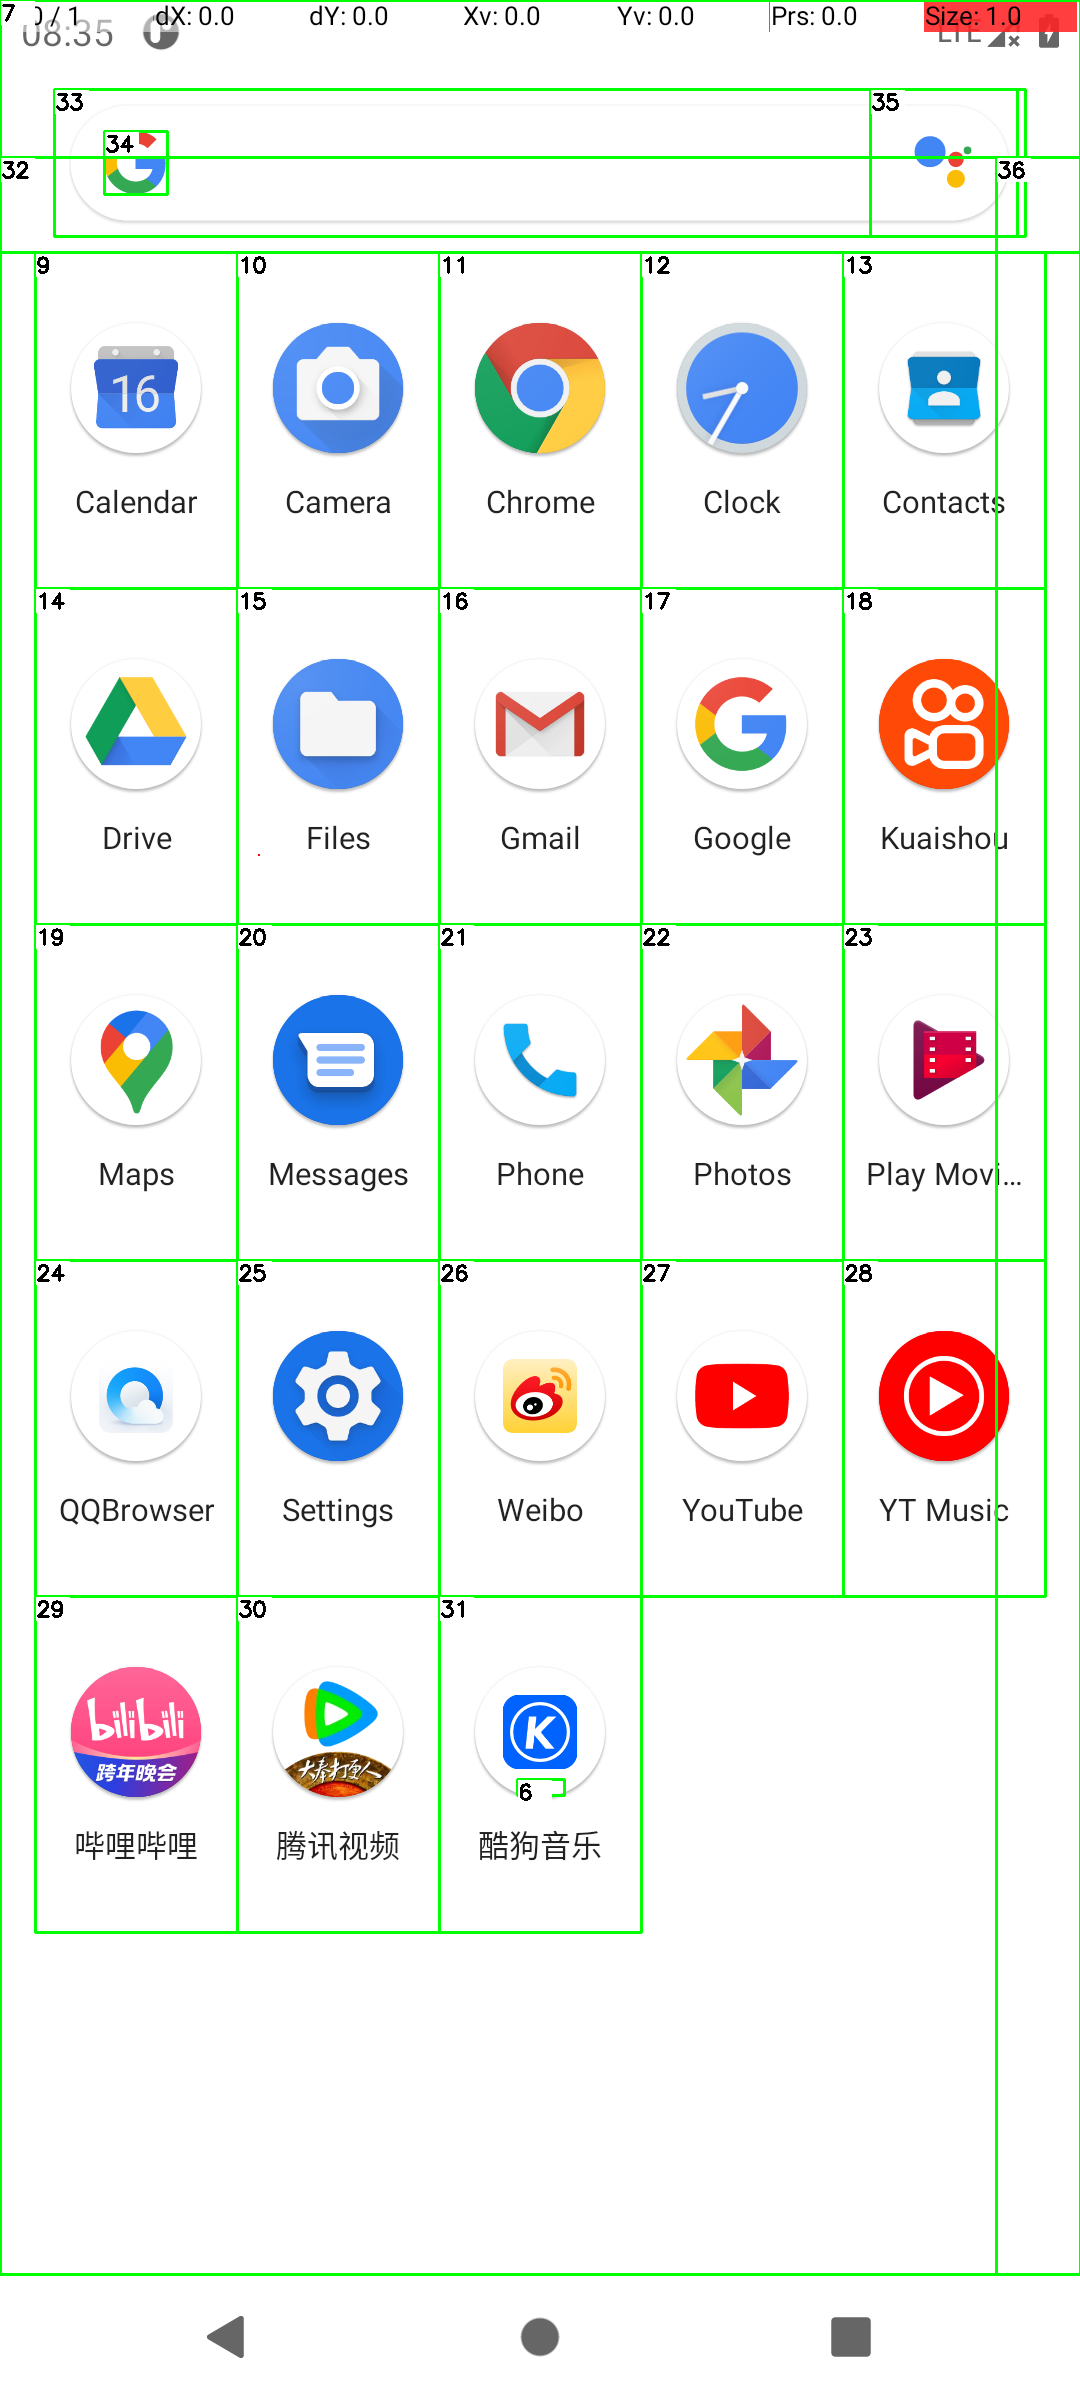 7 0 / 1 dX: 0.0 dY: 0.0 Xv: 0.0 Yv: 0.0 Prs: 0.0 Size: 1.0
08:35 LTE
33 35
34
32 36
9 10 11 12 13
16
Calendar Camera Chrome Clock Contacts
14 15 16 17 18
Drive Files Gmail Google Kuaishou
19 20 21 22 23
Maps Messages Phone Photos Play Movi...
24 25 26 27 28
QQBrowser Settings Weibo YouTube YT Music
29 30 31
bilibili
K
跨年晚会 大奉打更人
6
哔哩哔哩 腾讯视频 酷狗音乐